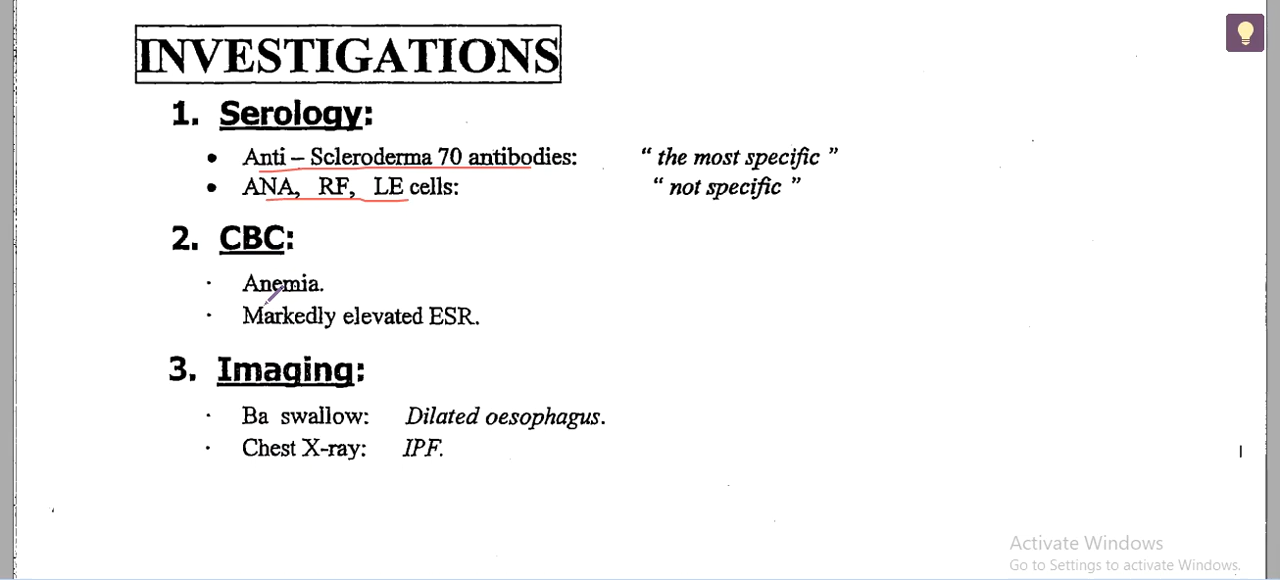 INVESTIGATIONS
1. Serology:
• Anti – Scleroderma 70 antibodies: “ the most specific ”
• ANA, RF, LE cells: “ not specific ”
2. CBC:
· Anemia.
· Markedly elevated ESR.
3. Imaging:
· Ba swallow: Dilated oesophagus.
· Chest X-ray: IPF.
Activate Windows
Go to Settings to activate Windows.